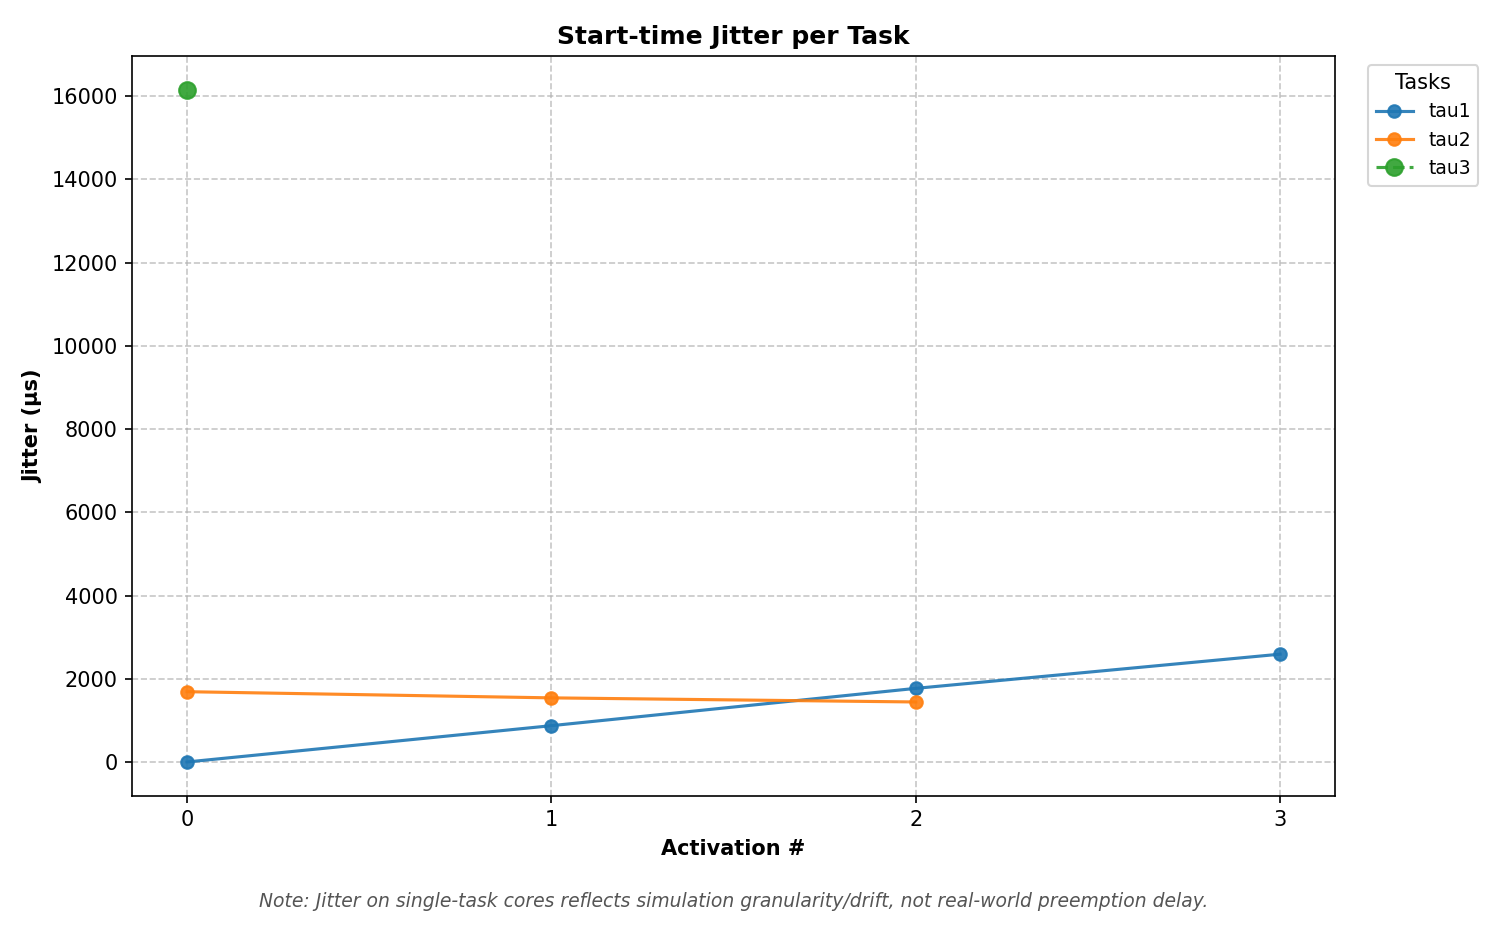 Start-time Jitter per Task
Jitter (µs)
16000
14000
12000
10000
8000
6000
4000
2000
0
0 1 2 3
Activation #
Tasks
tau1
tau2
tau3
Note: Jitter on single-task cores reflects simulation granularity/drift, not real-world preemption delay.